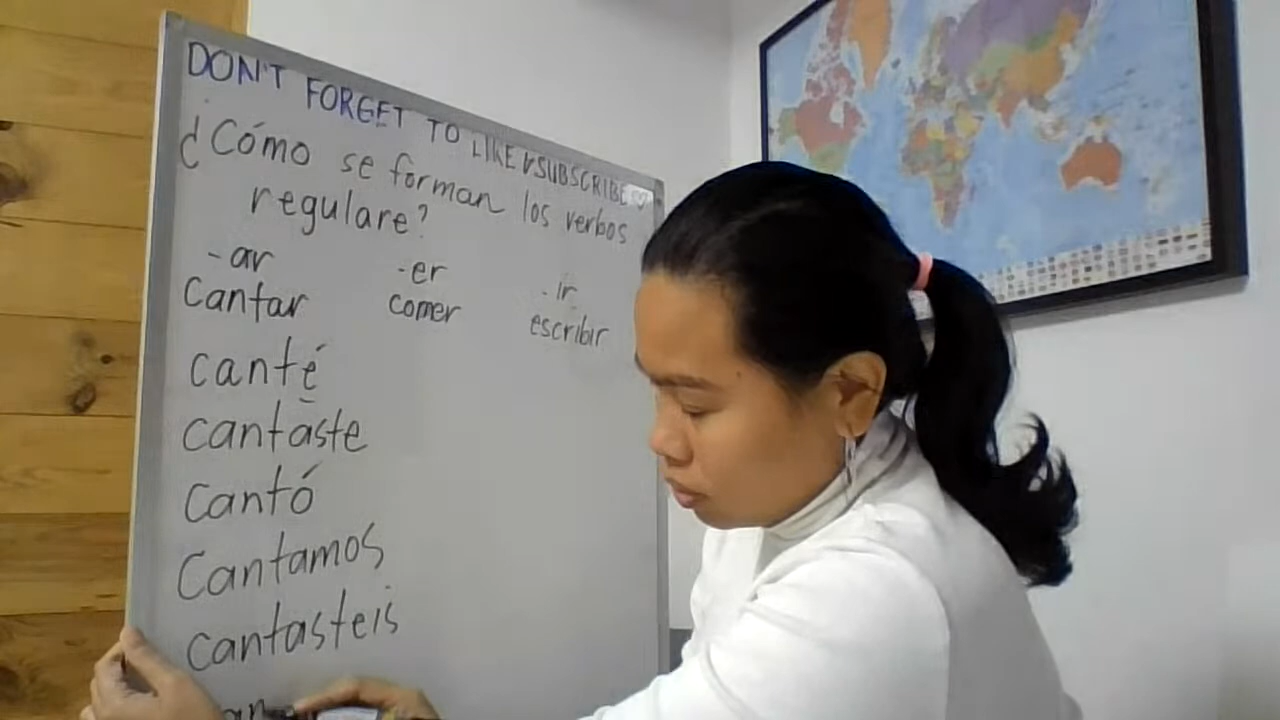 DON'T FORGET TO LIKE & SUBSCRIBE
¿Cómo se forman los verbos
regulare?
-ar -er -ir
Cantar comer escribir
canté
cantaste
Cantó
Cantamos
cantasteis